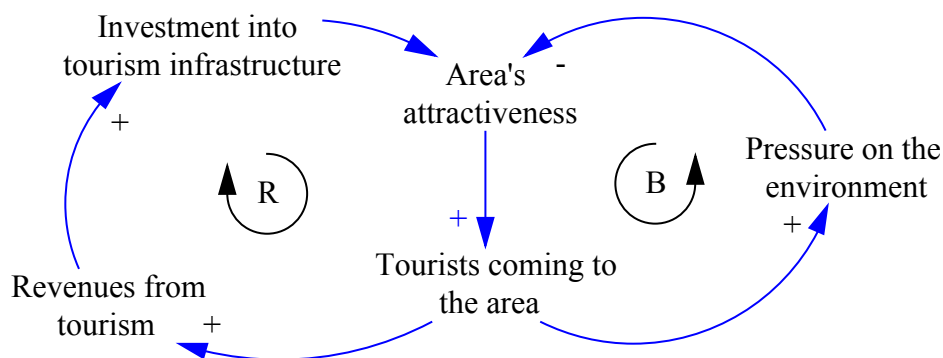 Investment into
tourism infrastructure
Area's
attractiveness
-
+
Pressure on the
environment
+
R
B
+
Tourists coming to
the area
Revenues from
tourism
+